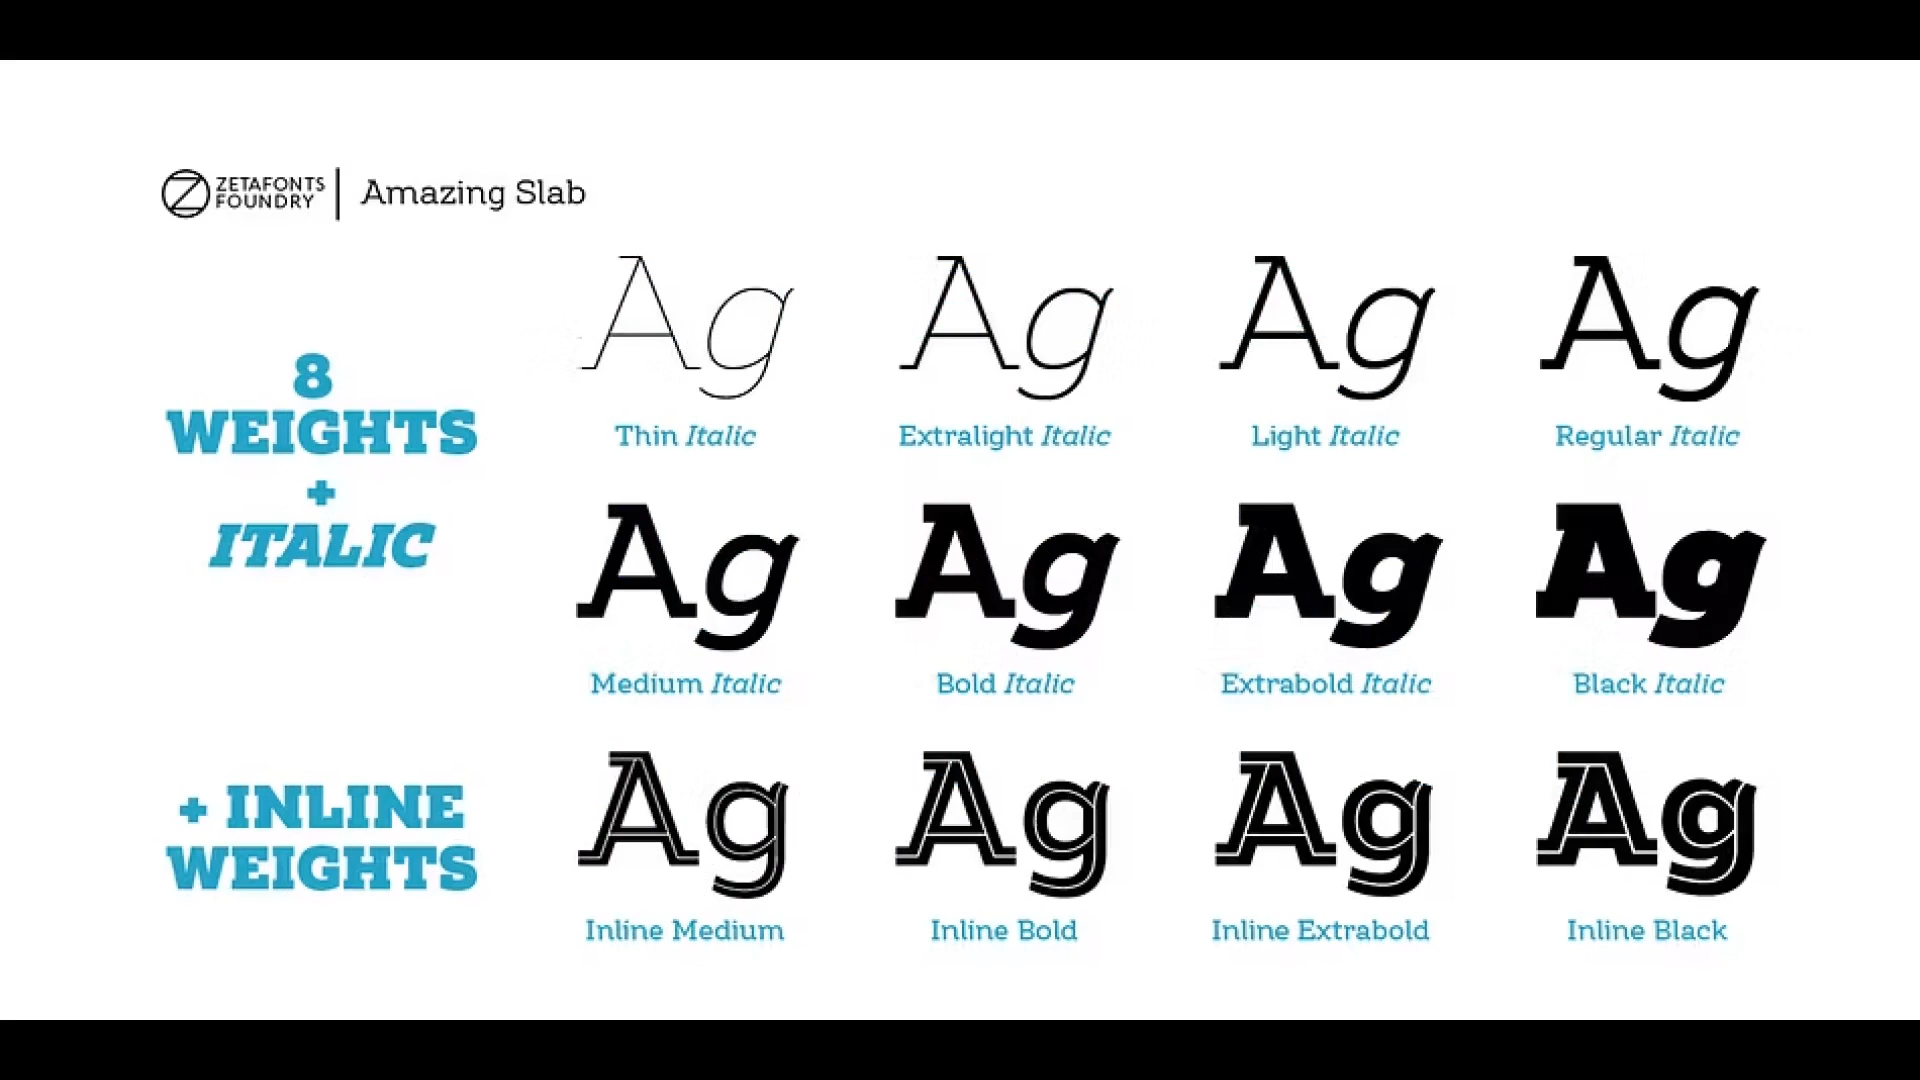 ZETAFONTS
FOUNDRY
Amazing Slab
8
WEIGHTS
+
ITALIC
Ag Ag Ag Ag
Thin Italic Extralight Italic Light Italic Regular Italic
Ag Ag Ag Ag
Medium Italic Bold Italic Extrabold Italic Black Italic
+ INLINE
WEIGHTS
Ag Ag Ag Ag
Inline Medium Inline Bold Inline Extrabold Inline Black